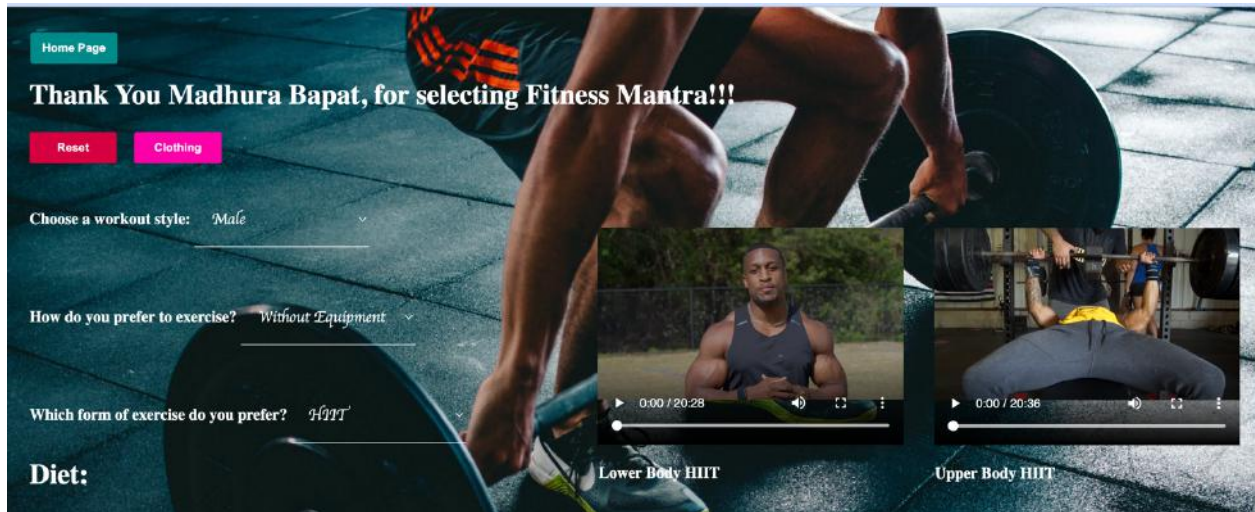 Home Page
Thank You Madhura Bapat, for selecting Fitness Mantra!!!
Reset Clothing
Choose a workout style: Male
How do you prefer to exercise? Without Equipment
Which form of exercise do you prefer? HIIT
0:00 / 20:28
0:00 / 20:36
Lower Body HIIT
Upper Body HIIT
Diet: